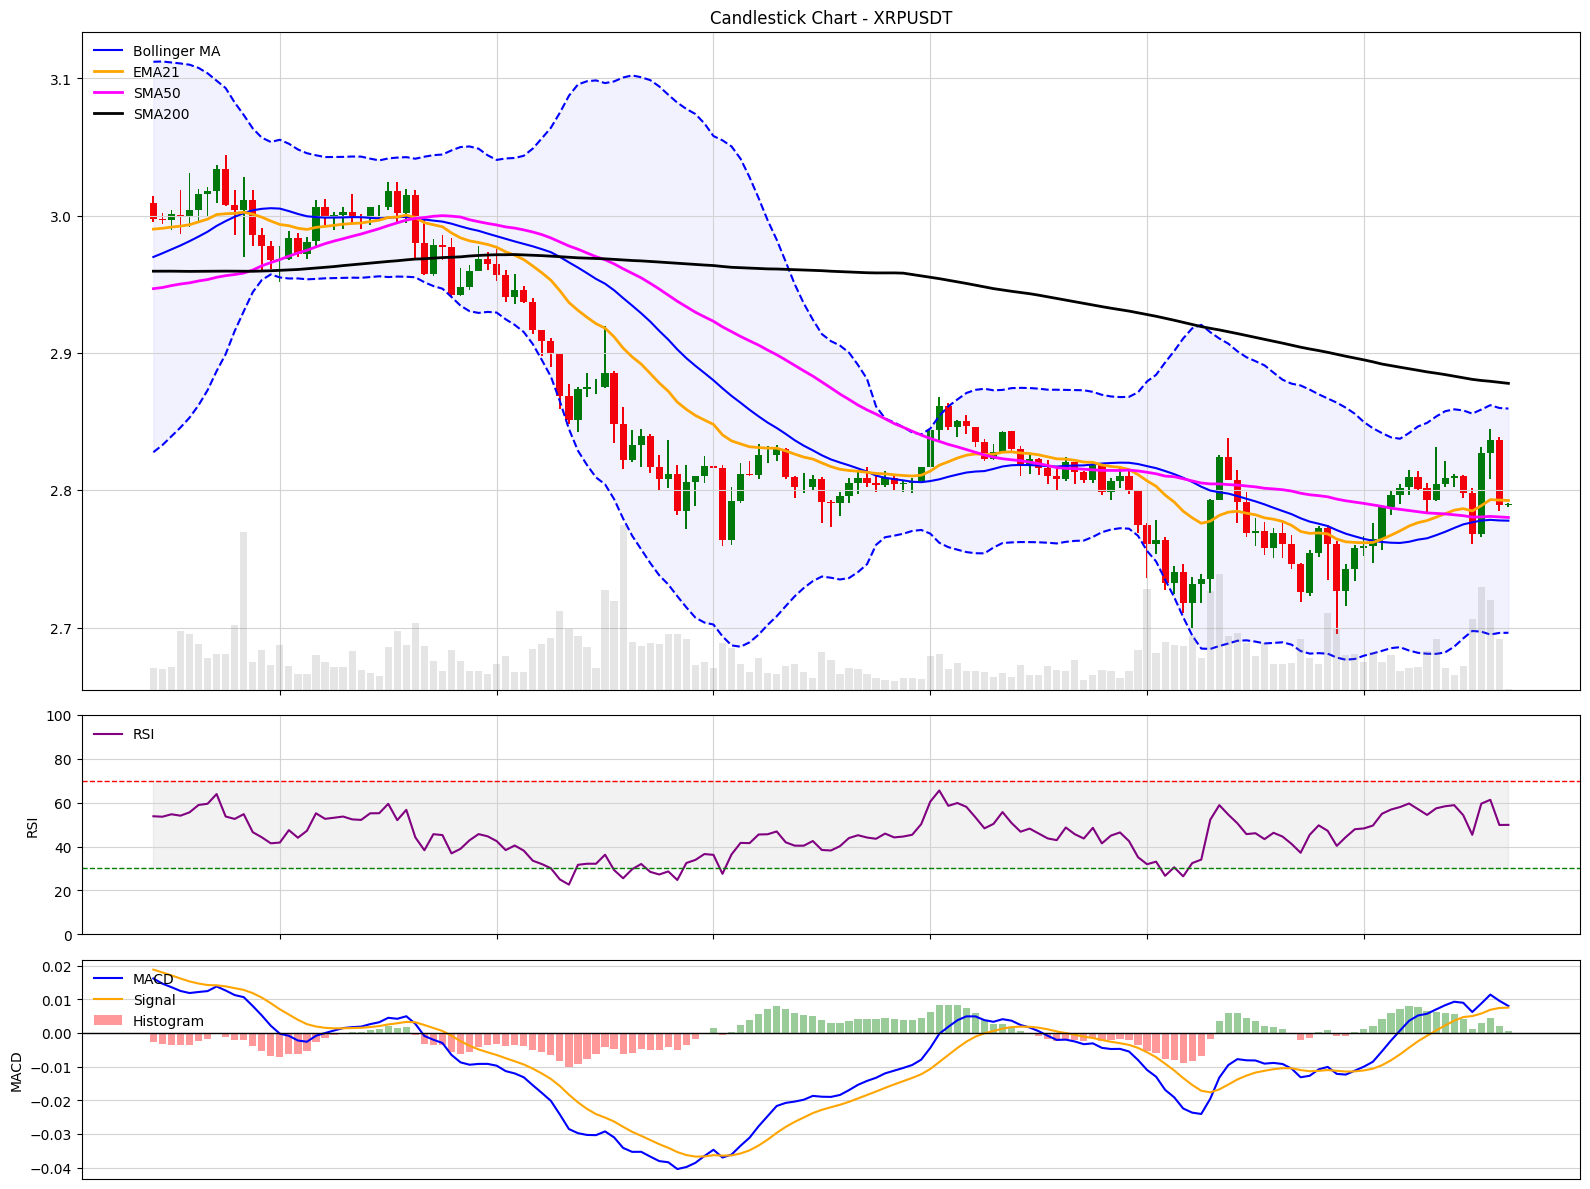 Candlestick Chart - XRPUSDT
Bollinger MA
EMA21
SMA50
SMA200
3.1
3.0
2.9
2.8
2.7
RSI
100
80
60
40
20
0
RSI
MACD
Signal
Histogram
0.02
0.01
0.00
−0.01
−0.02
−0.03
−0.04
MACD